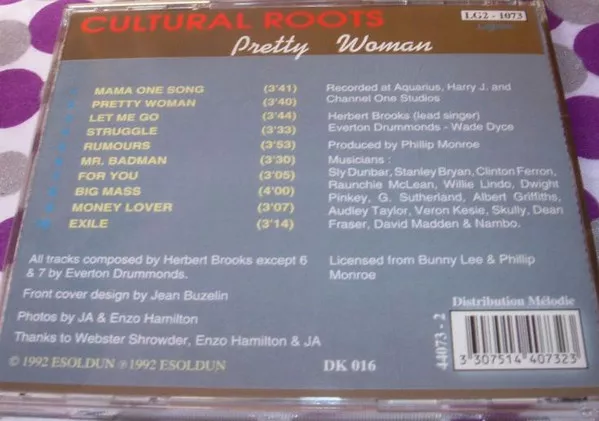 CULTURAL ROOTS
LG2 - 1073
Pretty Woman
MAMA ONE SONG (3'41)
PRETTY WOMAN (3'40)
LET ME GO (3'44)
STRUGGLE (3'33)
RUMOURS (3'53)
MR. BADMAN (3'30)
FOR YOU (3'05)
BIG MASS (4'00)
MONEY LOVER (3'07)
EXILE (3'14)
Recorded at Aquarius, Harry J. and
Channel One Studios
Herbert Brooks (lead singer)
Everton Drummonds - Wade Dyce
Produced by Phillip Monroe
Musicians :
Sly Dunbar, Stanley Bryan, Clinton Ferron,
Raunchie McLean, Willie Lindo, Dwight
Pinkey, G. Sutherland, Albert Griffiths,
Audley Taylor, Veron Kesie, Skully, Dean
Fraser, David Madden & Nambo.
All tracks composed by Herbert Brooks except 6
& 7 by Everton Drummonds.
Licensed from Bunny Lee & Phillip
Monroe
Front cover design by Jean Buzelin
Photos by JA & Enzo Hamilton
Thanks to Webster Shrowder, Enzo Hamilton & JA
© 1992 ESOLDUN ℗ 1992 ESOLDUN
DK 016
Distribution Mélodie
44073 - 2
3 307514 407323